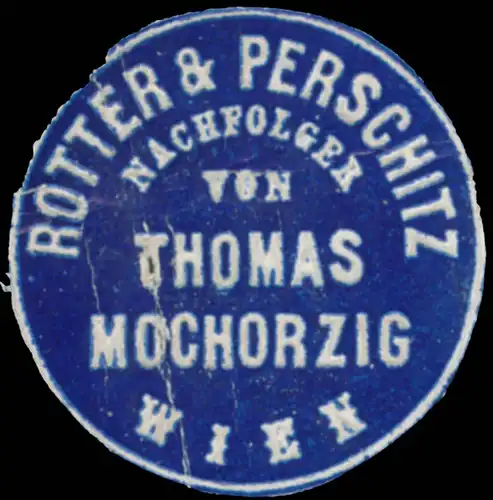 ROTTER & PERSCHITZ
NACHFOLGER
VON
THOMAS
MOCHORZIG
WIEN